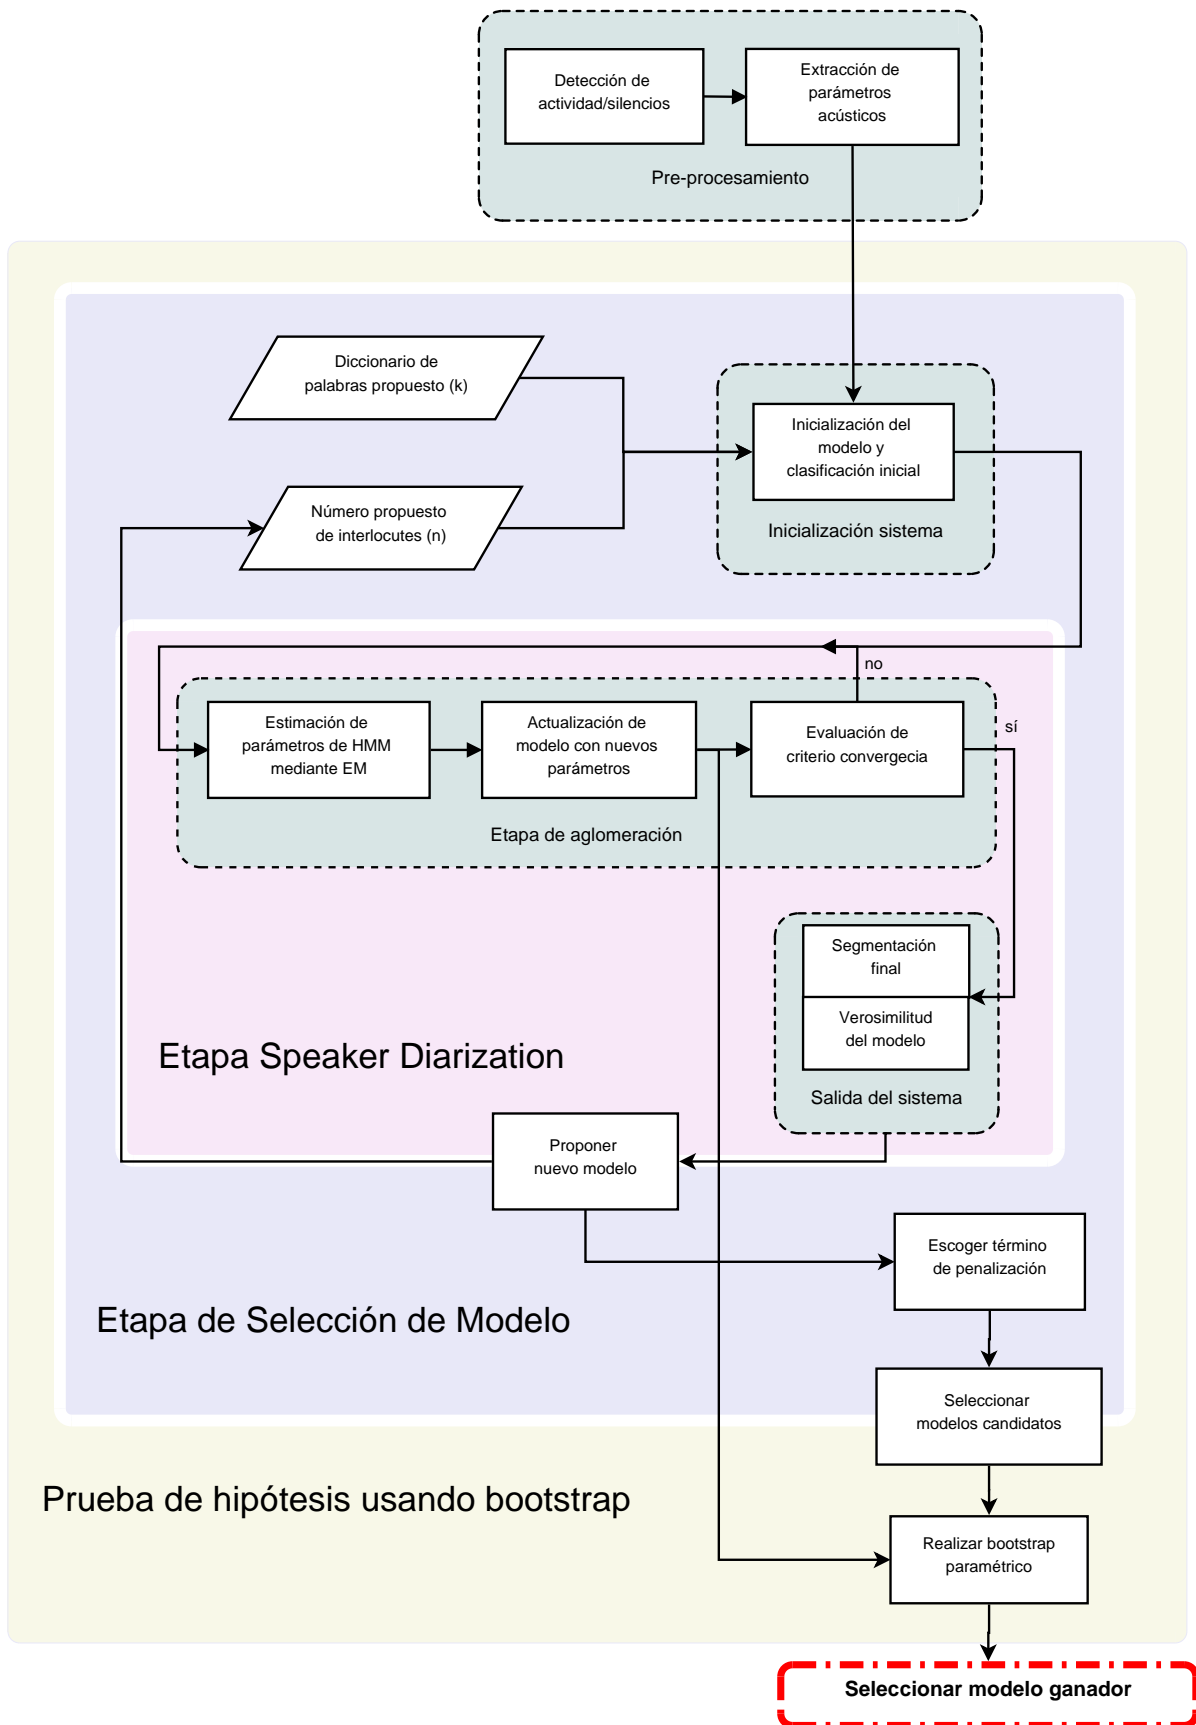 Detección de
actividad/silencios
Extracción de
parámetros
acústicos
Pre-procesamiento
Diccionario de
palabras propuesto (k)
Número propuesto
de interlocutes (n)
Inicialización del
modelo y
clasificación inicial
Inicialización sistema
no
sí
Estimación de
parámetros de HMM
mediante EM
Actualización de
modelo con nuevos
parámetros
Evaluación de
criterio convergecia
Etapa de aglomeración
Segmentación
final
Verosimilitud
del modelo
Salida del sistema
Etapa Speaker Diarization
Proponer
nuevo modelo
Escoger término
de penalización
Etapa de Selección de Modelo
Seleccionar
modelos candidatos
Prueba de hipótesis usando bootstrap
Realizar bootstrap
paramétrico
Seleccionar modelo ganador